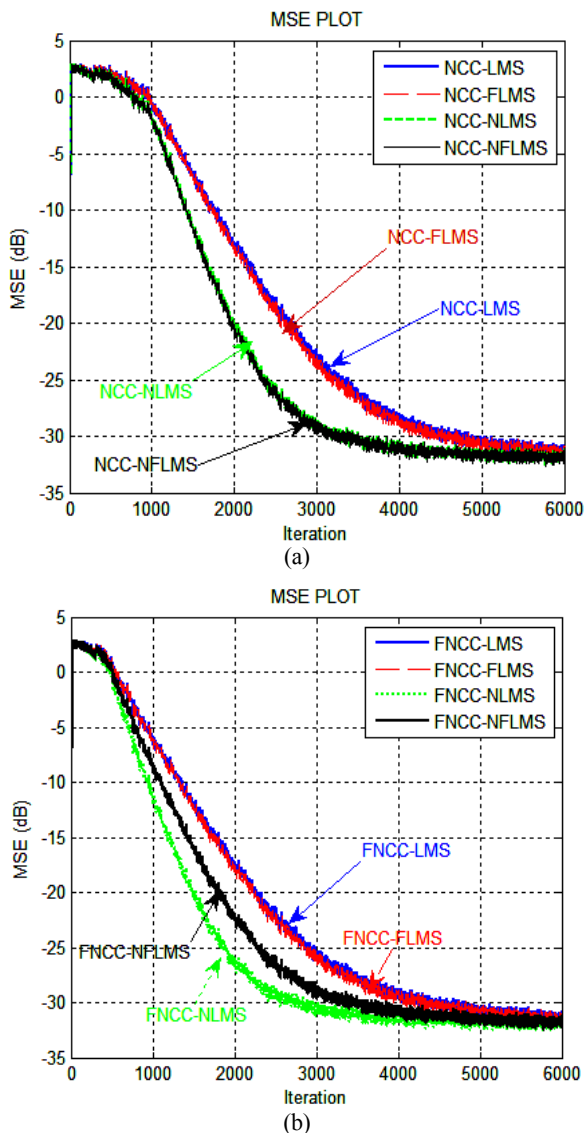 MSE PLOT
5
0
-5
-10
-15
-20
-25
-30
-35
MSE (dB)
NCC-LMS
NCC-FLMS
NCC-NLMS
NCC-NFLMS
NCC-FLMS
NCC-LMS
NCC-NLMS
NCC-NFLMS
0 1000 2000 3000 4000 5000 6000
Iteration
(a)
MSE PLOT
5
0
-5
-10
-15
-20
-25
-30
-35
MSE (dB)
FNCC-LMS
FNCC-FLMS
FNCC-NLMS
FNCC-NFLMS
FNCC-LMS
FNCC-FLMS
FNCC-NFLMS
FNCC-NLMS
0 1000 2000 3000 4000 5000 6000
Iteration
(b)